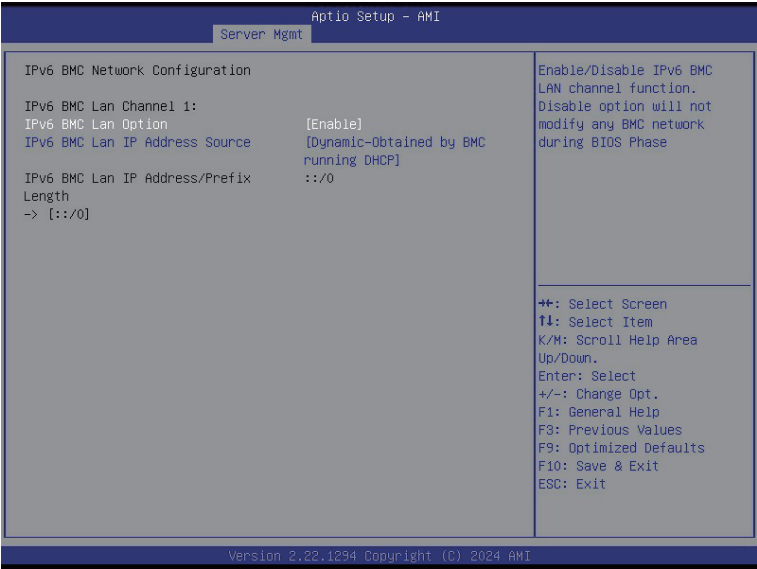 Aptio Setup – AMI
Server Mgmt
IPv6 BMC Network Configuration
IPv6 BMC Lan Channel 1:
IPv6 BMC Lan Option [Enable]
IPv6 BMC Lan IP Address Source [Dynamic-Obtained by BMC
running DHCP]
IPv6 BMC Lan IP Address/Prefix ::/0
Length
-> [::/0]
Enable/Disable IPv6 BMC
LAN channel function.
Disable option will not
modify any BMC network
during BIOS Phase
→←: Select Screen
↑↓: Select Item
K/M: Scroll Help Area
Up/Down.
Enter: Select
+/-: Change Opt.
F1: General Help
F3: Previous Values
F9: Optimized Defaults
F10: Save & Exit
ESC: Exit
Version 2.22.1294 Copyright (C) 2024 AMI